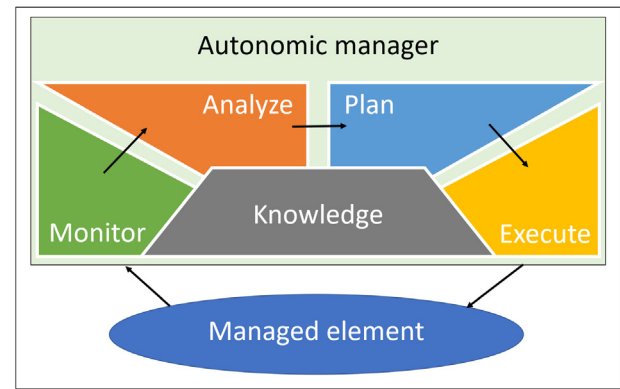 Autonomic manager
Analyze
Plan
Monitor
Knowledge
Execute
Managed element